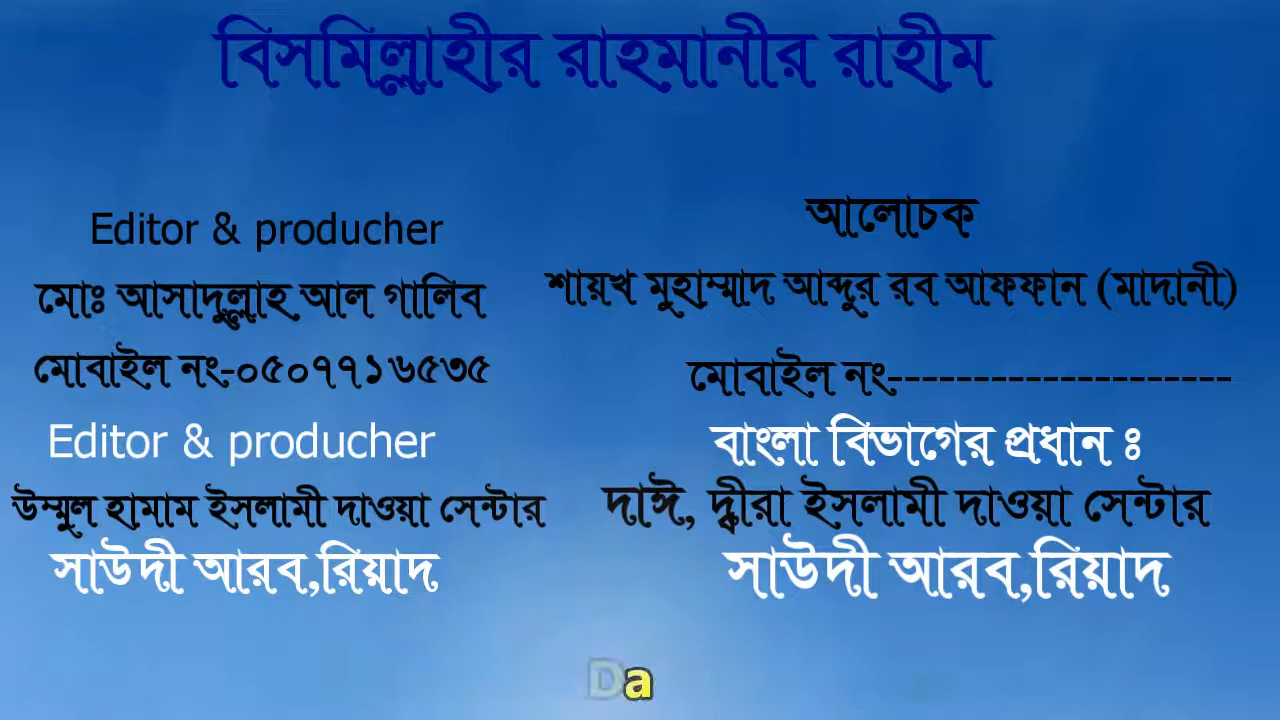 বিসমিল্লাহীর রাহমানীর রাহীম
Editor & producher
মোঃ আসাদুল্লাহ আল গালিব
মোবাইল নং-০৫০৭৭১৬৫৩৫
Editor & producher
উম্মুল হামাম ইসলামী দাওয়া সেন্টার
সাউদী আরব,রিয়াদ
আলোচক
শায়খ মুহাম্মাদ আব্দুর রব আফফান (মাদানী)
মোবাইল নং--------------------
বাংলা বিভাগের প্রধান ঃ
দাঈ, দ্বীরা ইসলামী দাওয়া সেন্টার
সাউদী আরব,রিয়াদ
Da